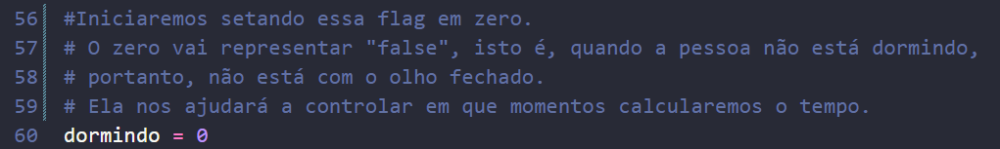 56 #Iniciaremos setando essa flag em zero.
57 # O zero vai representar "false", isto é, quando a pessoa não está dormindo,
58 # portanto, não está com o olho fechado.
59 # Ela nos ajudará a controlar em que momentos calcularemos o tempo.
60 dormindo = 0